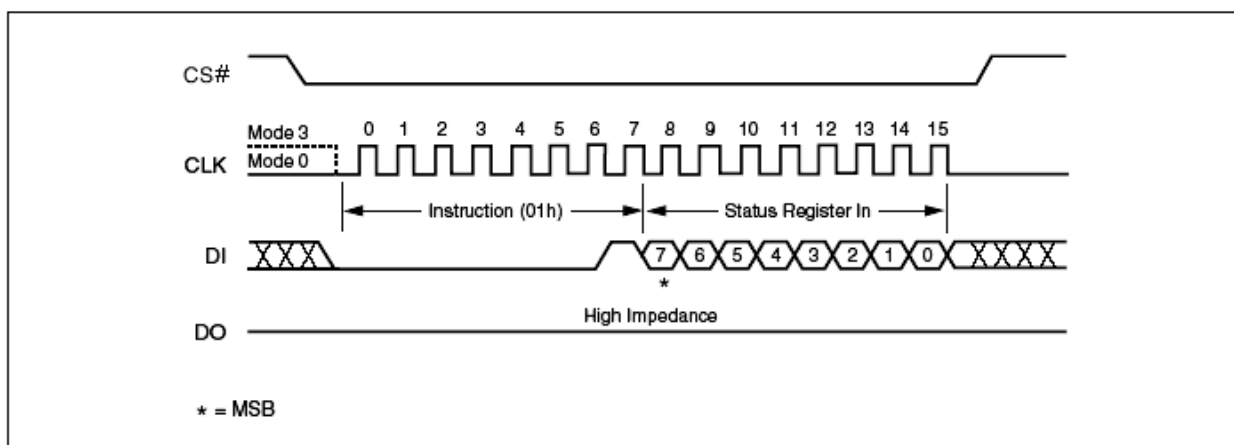 CS#
Mode 3 0 1 2 3 4 5 6 7 8 9 10 11 12 13 14 15
CLK Mode 0
Instruction (01h) Status Register In
DI 7 6 5 4 3 2 1 0
*
High Impedance
DO
* = MSB